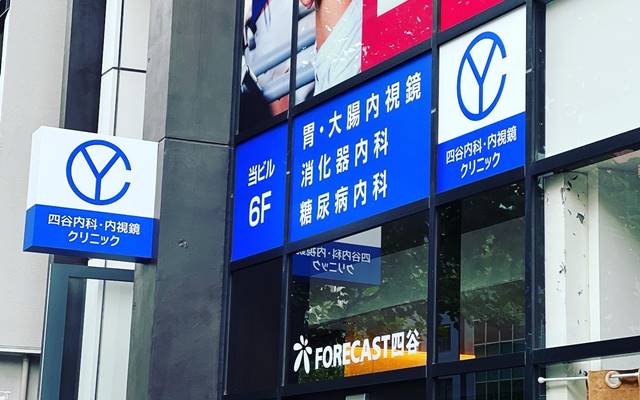 四谷内科・内視鏡
クリニック
当ビル
6F
胃・大腸内視鏡
消化器内科
糖尿病内科
四谷内科・内視鏡
クリニック
四谷内科・内視鏡
クリニック
FORECAST四谷